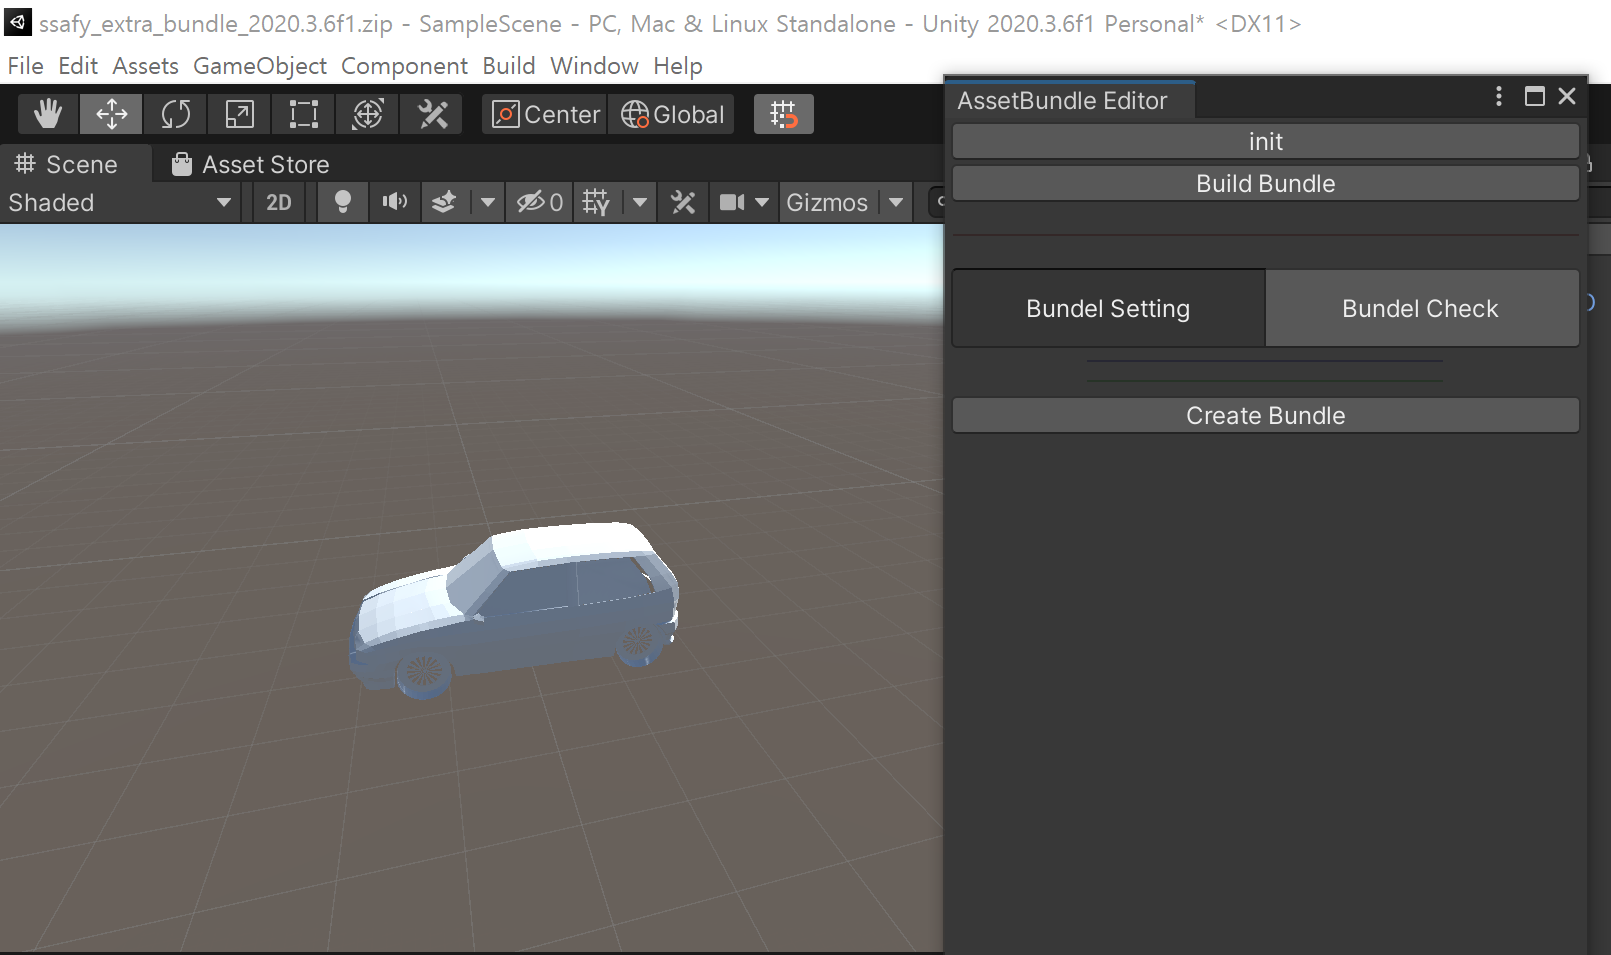 ssafy_extra_bundle_2020.3.6f1.zip - SampleScene - PC, Mac & Linux Standalone - Unity 2020.3.6f1 Personal* <DX11>
File Edit Assets GameObject Component Build Window Help
Center Global
AssetBundle Editor
init
Scene Asset Store
Build Bundle
Shaded 2D 0 Gizmos
Bundel Setting Bundel Check
Create Bundle